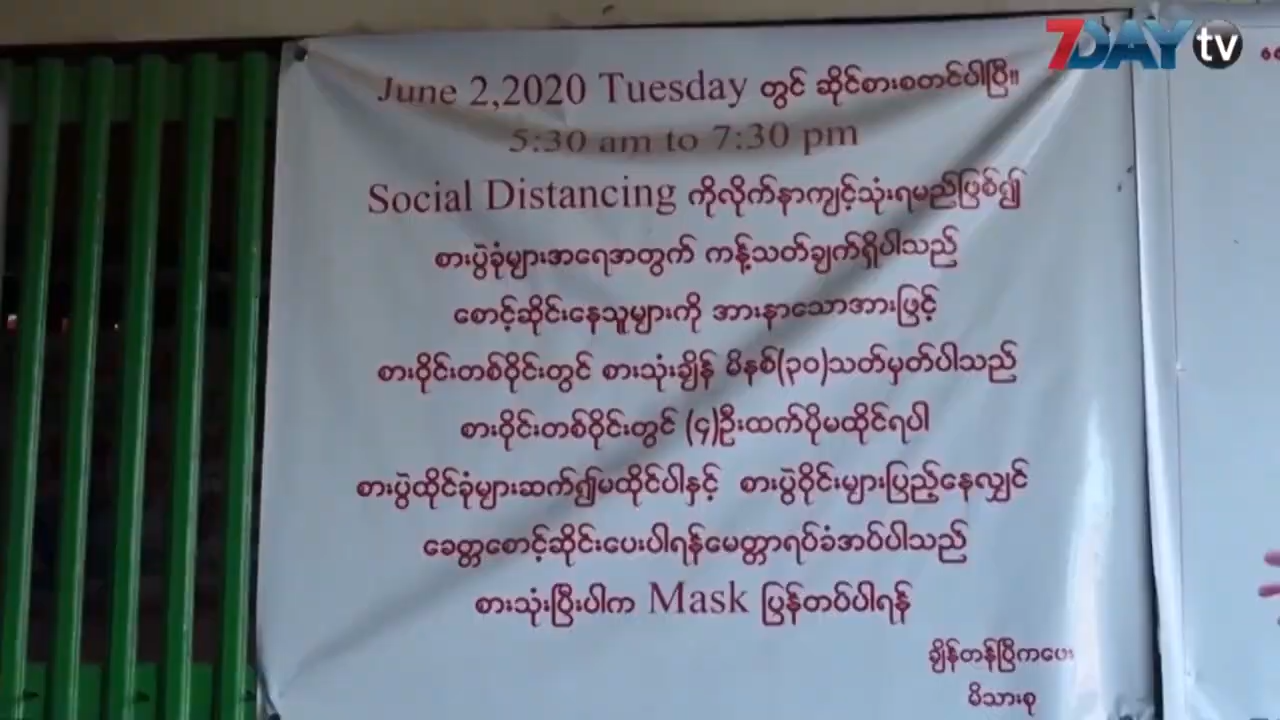 7DAY tv
June 2,2020 Tuesday တွင် ဆိုင်စားစတင်ပါပြီ။
5:30 am to 7:30 pm
Social Distancing ကိုလိုက်နာကျင့်သုံးရမည်ဖြစ်၍
စားပွဲခုံများအရေအတွက် ကန့်သတ်ချက်ရှိပါသည်
စောင့်ဆိုင်းနေသူများကို အားနာသောအားဖြင့်
စားဝိုင်းတစ်ဝိုင်းတွင် စားသုံးချိန် မိနစ်(၃၀)သတ်မှတ်ပါသည်
စားဝိုင်းတစ်ဝိုင်းတွင် (၄)ဦးထက်ပိုမထိုင်ရပါ
စားပွဲထိုင်ခုံများဆက်၍မထိုင်ပါနှင့် စားပွဲဝိုင်းများပြည့်နေလျှင်
ခေတ္တစောင့်ဆိုင်းပေးပါရန်မေတ္တာရပ်ခံအပ်ပါသည်
စားသုံးပြီးပါက Mask ပြန်တပ်ပါရန်
ချိန်တန်ပြီကပေး
မိသားစု